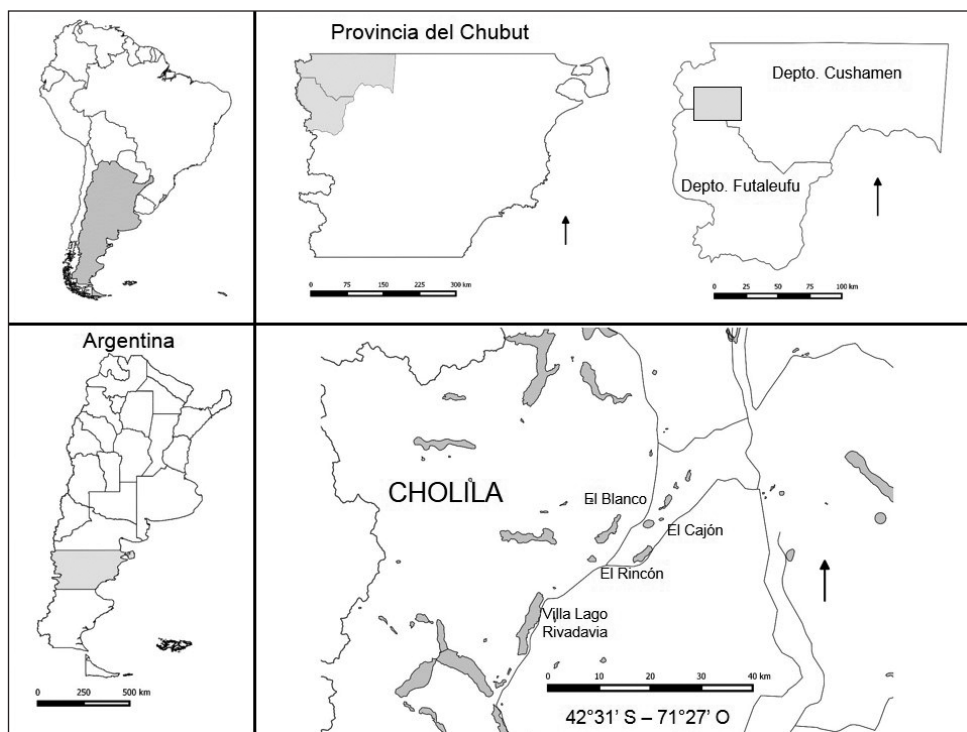 Provincia del Chubut
0 75 150 225 300 km
Depto. Cushamen
Depto. Futaleufu
0 25 50 75 100 km
Argentina
0 250 500 km
CHOLILA
El Blanco
El Cajón
El Rincón
Villa Lago
Rivadavia
0 10 20 30 40 km
42°31' S – 71°27' O